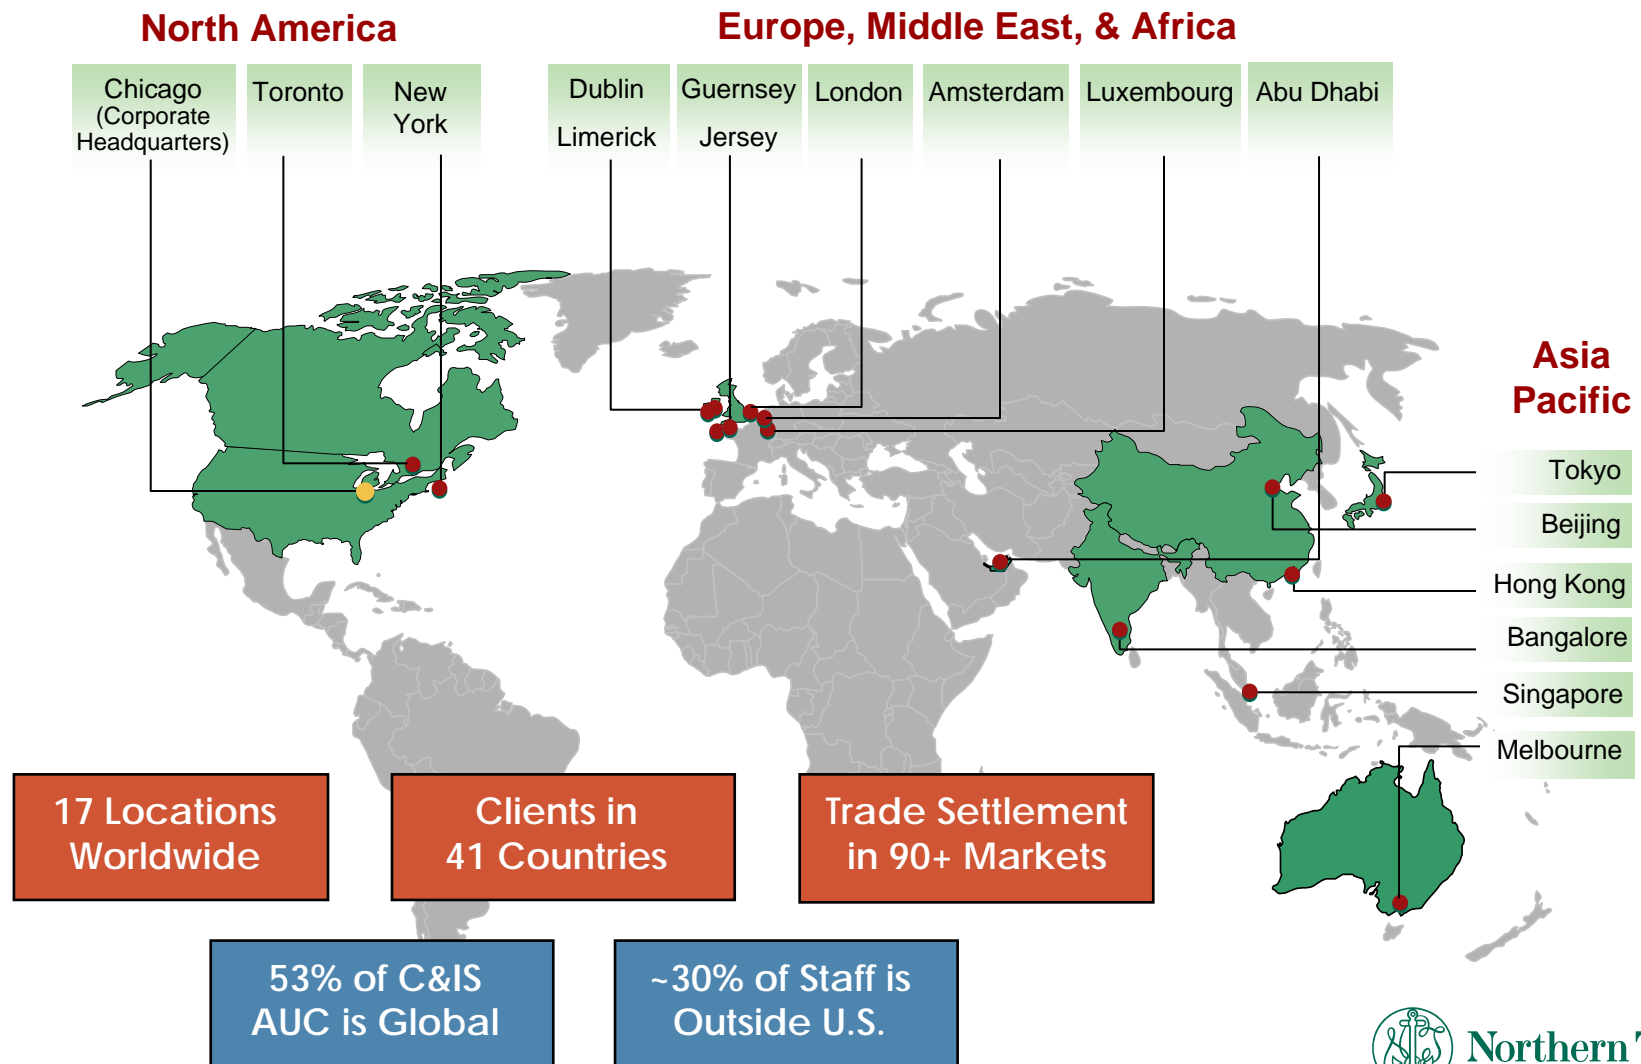 North America
Europe, Middle East, & Africa
Chicago
(Corporate
Headquarters)
Toronto
New
York
Dublin
Limerick
Guernsey
Jersey
London
Amsterdam
Luxembourg
Abu Dhabi
Asia
Pacific
Tokyo
Beijing
Hong Kong
Bangalore
Singapore
Melbourne
17 Locations
Worldwide
Clients in
41 Countries
Trade Settlement
in 90+ Markets
53% of C&IS
AUC is Global
~30% of Staff is
Outside U.S.
Northern